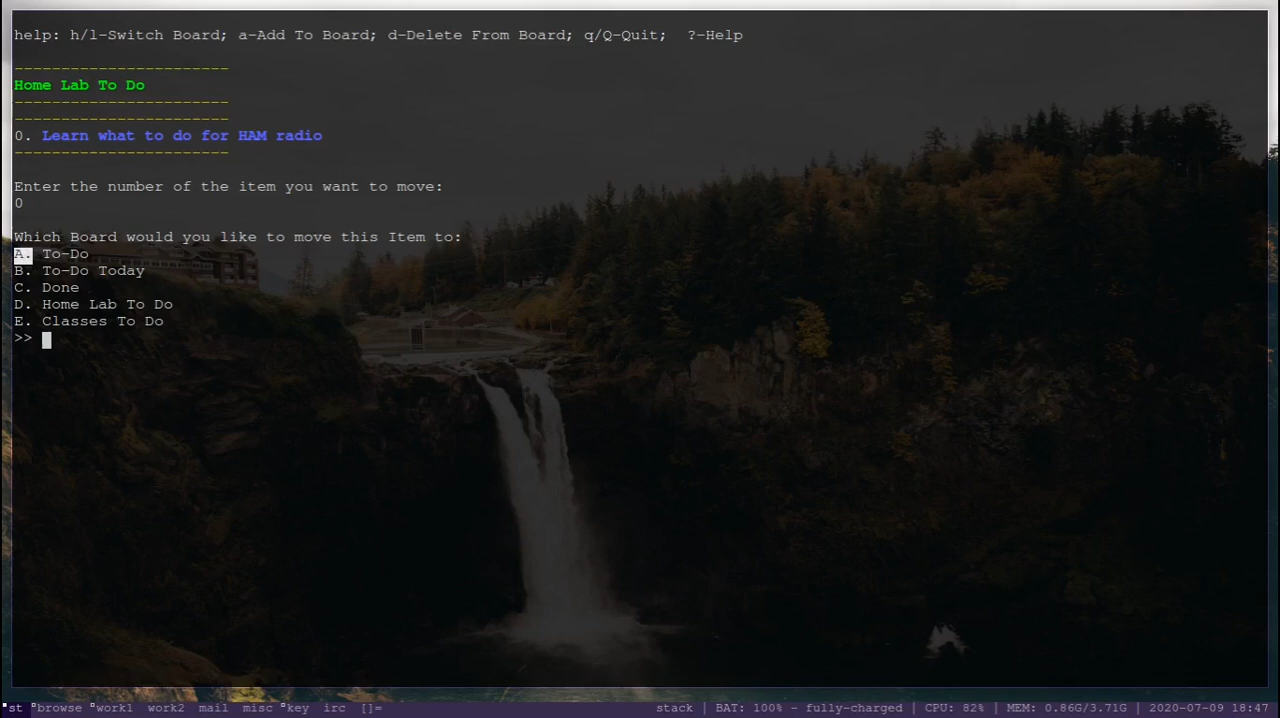 help: h/l-Switch Board; a-Add To Board; d-Delete From Board; q/Q-Quit;  ?-Help
-----------------------
Home Lab To Do
-----------------------
-----------------------
0. Learn what to do for HAM radio
-----------------------
Enter the number of the item you want to move:
0
Which Board would you like to move this Item to:
A. To-Do
B. To-Do Today
C. Done
D. Home Lab To Do
E. Classes To Do
>>
st browse work1 work2 mail misc key irc []= stack | BAT: 100% - fully-charged | CPU: 82% | MEM: 0.86G/3.71G | 2020-07-09 18:47